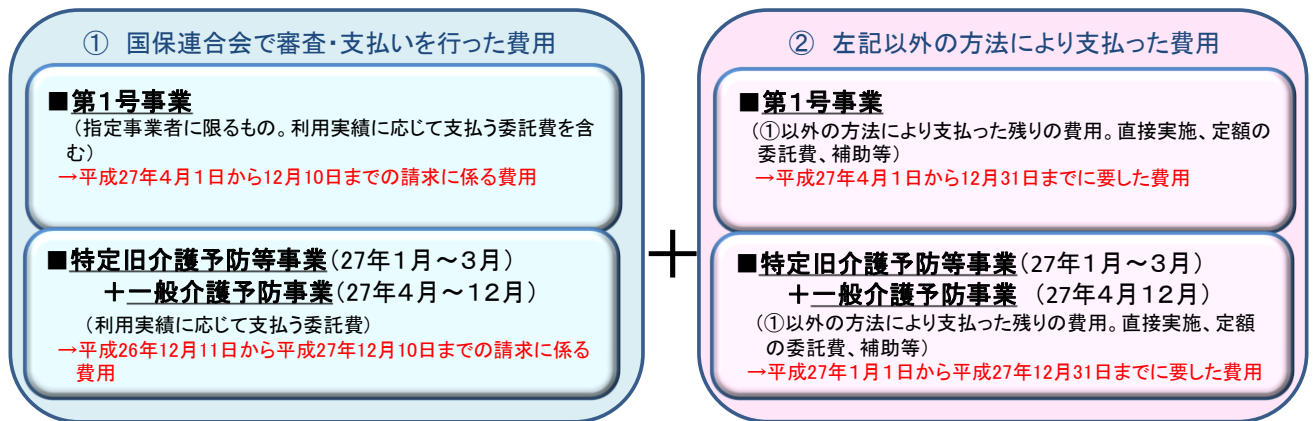 ① 国保連合会で審査・支払いを行った費用
■第1号事業
(指定事業者に限るもの。利用実績に応じて支払う委託費を含
む)
→平成27年4月1日から12月10日までの請求に係る費用
■特定旧介護予防等事業(27年1月~3月)
+一般介護予防事業(27年4月~12月)
(利用実績に応じて支払う委託費)
→平成26年12月11日から平成27年12月10日までの請求に係る
費用
+
② 左記以外の方法により支払った費用
■第1号事業
(①以外の方法により支払った残りの費用。直接実施、定額の
委託費、補助等)
→平成27年4月1日から12月31日までに要した費用
■特定旧介護予防等事業(27年1月~3月)
+一般介護予防事業 (27年4月12月)
(①以外の方法により支払った残りの費用。直接実施、定額
の委託費、補助等)
→平成27年1月1日から平成27年12月31日までに要した費用